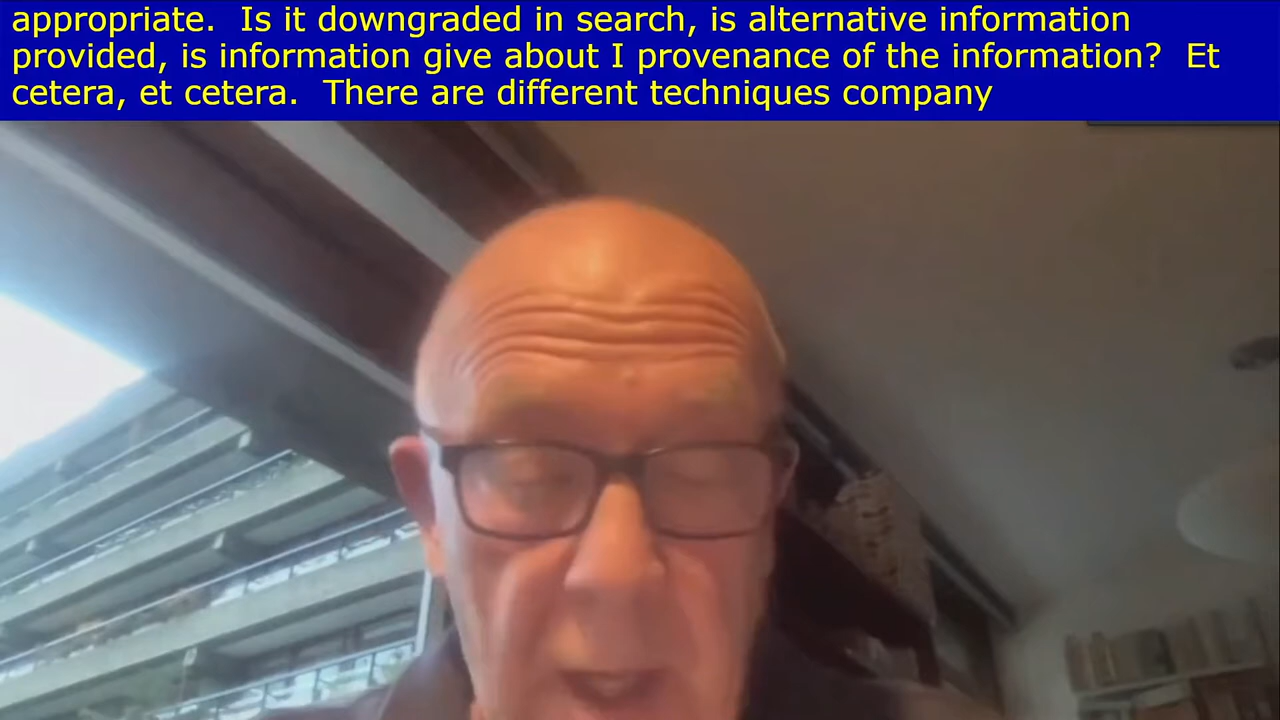 appropriate.  Is it downgraded in search, is alternative information
provided, is information give about I provenance of the information?  Et
cetera, et cetera.  There are different techniques company